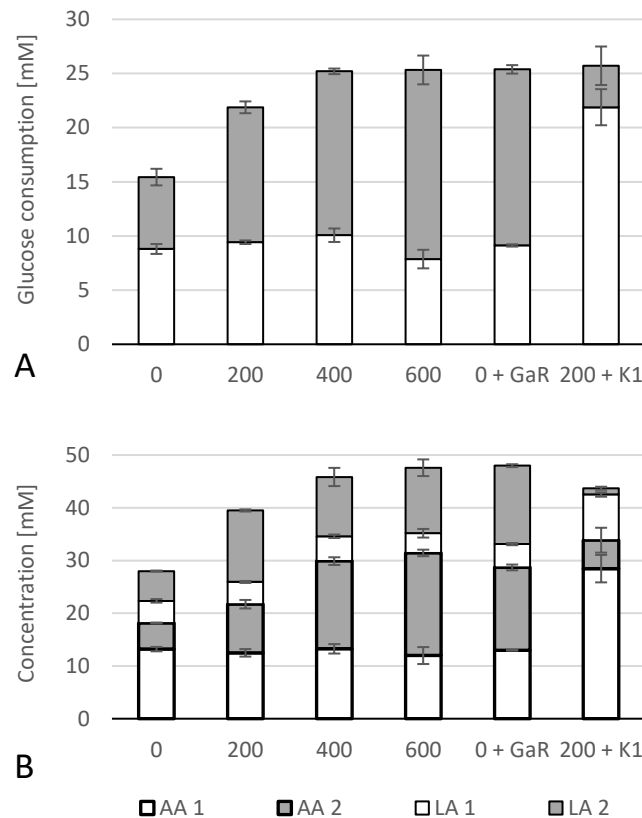 30
25
20
15
10
5
0
Glucose consumption [mM]
A
0 200 400 600 0 + GaR 200 + K1
50
40
30
20
10
0
Concentration [mM]
0 200 400 600 0 + GaR 200 + K1
B
AA 1 AA 2 LA 1 LA 2